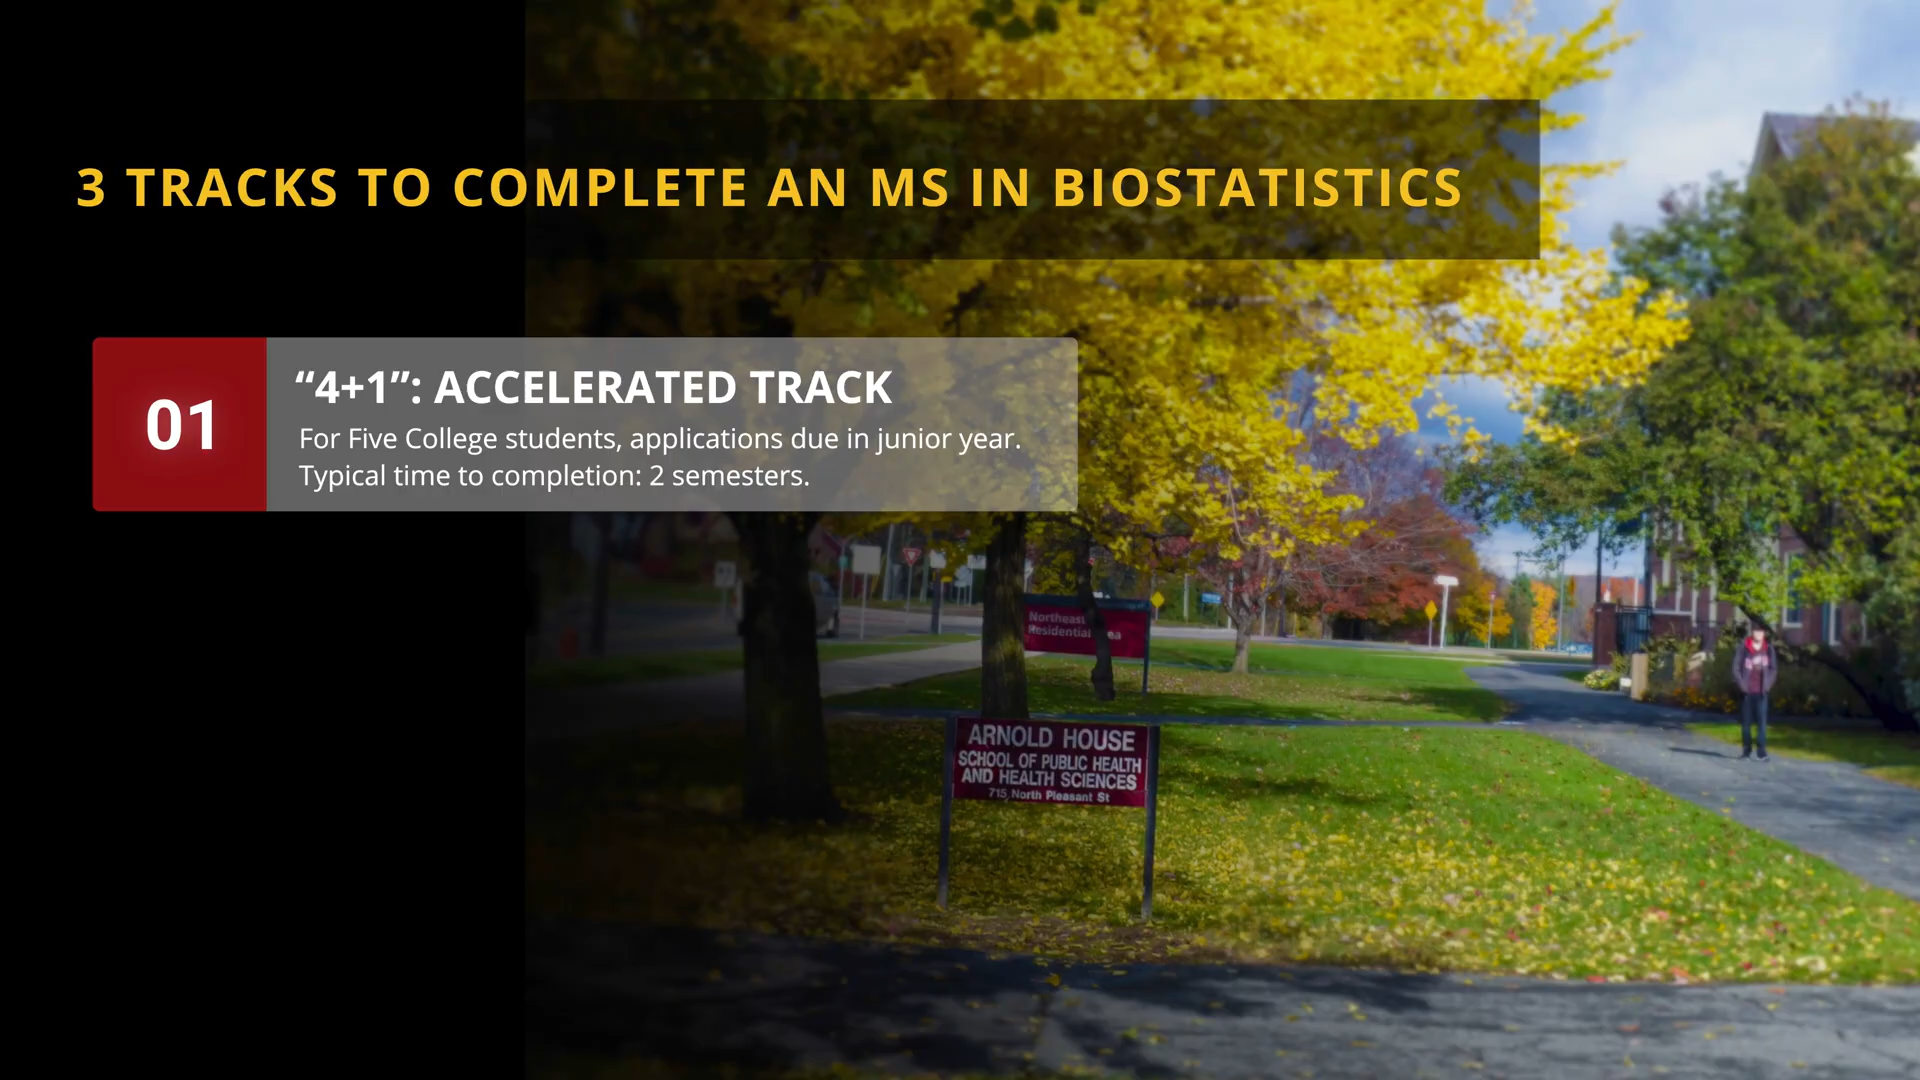 3 TRACKS TO COMPLETE AN MS IN BIOSTATISTICS
01
“4+1”: ACCELERATED TRACK
For Five College students, applications due in junior year.
Typical time to completion: 2 semesters.
Northeast
Residential
ARNOLD HOUSE
SCHOOL OF PUBLIC HEALTH
AND HEALTH SCIENCES
715 North Pleasant St